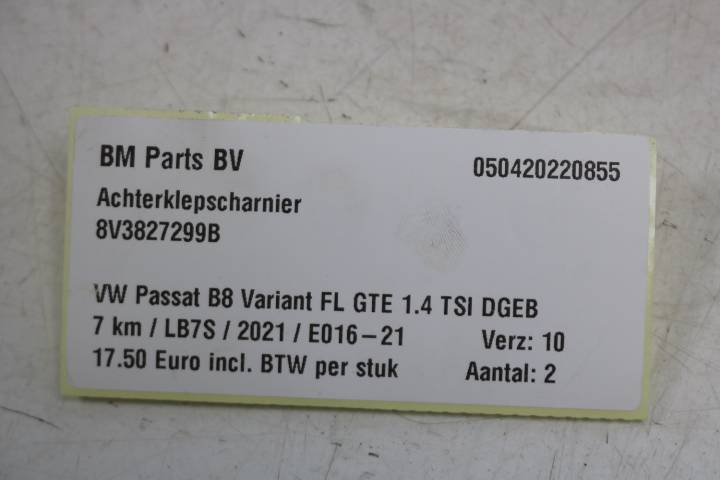 BM Parts BV 050420220855
Achterklepscharnier
8V3827299B
VW Passat B8 Variant FL GTE 1.4 TSI DGEB
7 km / LB7S / 2021 / E016-21 Verz: 10
17.50 Euro incl. BTW per stuk Aantal: 2